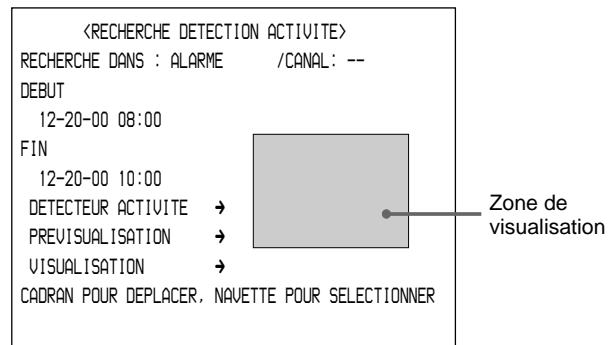 <RECHERCHE DETECTION ACTIVITE>
RECHERCHE DANS : ALARME /CANAL: --
DEBUT
12-20-00 08:00
FIN
12-20-00 10:00
DETECTEUR ACTIVITE →
PREVISUALISATION →
VISUALISATION →
CADRAN POUR DEPLACER, NAVETTE POUR SELECTIONNER
Zone de
visualisation